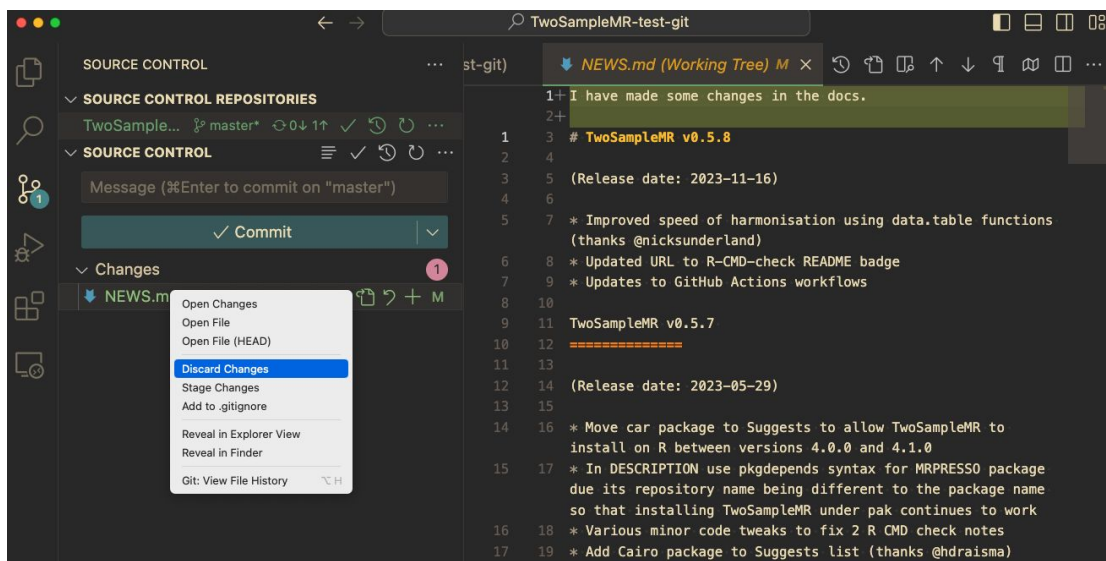 TwoSampleMR-test-git
SOURCE CONTROL
SOURCE CONTROL REPOSITORIES
TwoSample... master* 0↓ 1↑
SOURCE CONTROL
Message (⌘Enter to commit on "master")
Commit
Changes 1
NEWS.m M
1
Open Changes
Open File
Open File (HEAD)
Discard Changes
Stage Changes
Add to .gitignore
Reveal in Explorer View
Reveal in Finder
Git: View File History ⌥H
st-git) NEWS.md (Working Tree) M
1+ I have made some changes in the docs.
2+
1 3 # TwoSampleMR v0.5.8
2 4
3 5 (Release date: 2023-11-16)
4 6
5 7 * Improved speed of harmonisation using data.table functions
(thanks @nicksunderland)
6 8 * Updated URL to R-CMD-check README badge
7 9 * Updates to GitHub Actions workflows
8 10
9 11 TwoSampleMR v0.5.7
10 12 ==============
11 13
12 14 (Release date: 2023-05-29)
13 15
14 16 * Move car package to Suggests to allow TwoSampleMR to
install on R between versions 4.0.0 and 4.1.0
15 17 * In DESCRIPTION use pkgdepends syntax for MRPRESSO package
due its repository name being different to the package name
so that installing TwoSampleMR under pak continues to work
16 18 * Various minor code tweaks to fix 2 R CMD check notes
17 19 * Add Cairo package to Suggests list (thanks @hdraisma)